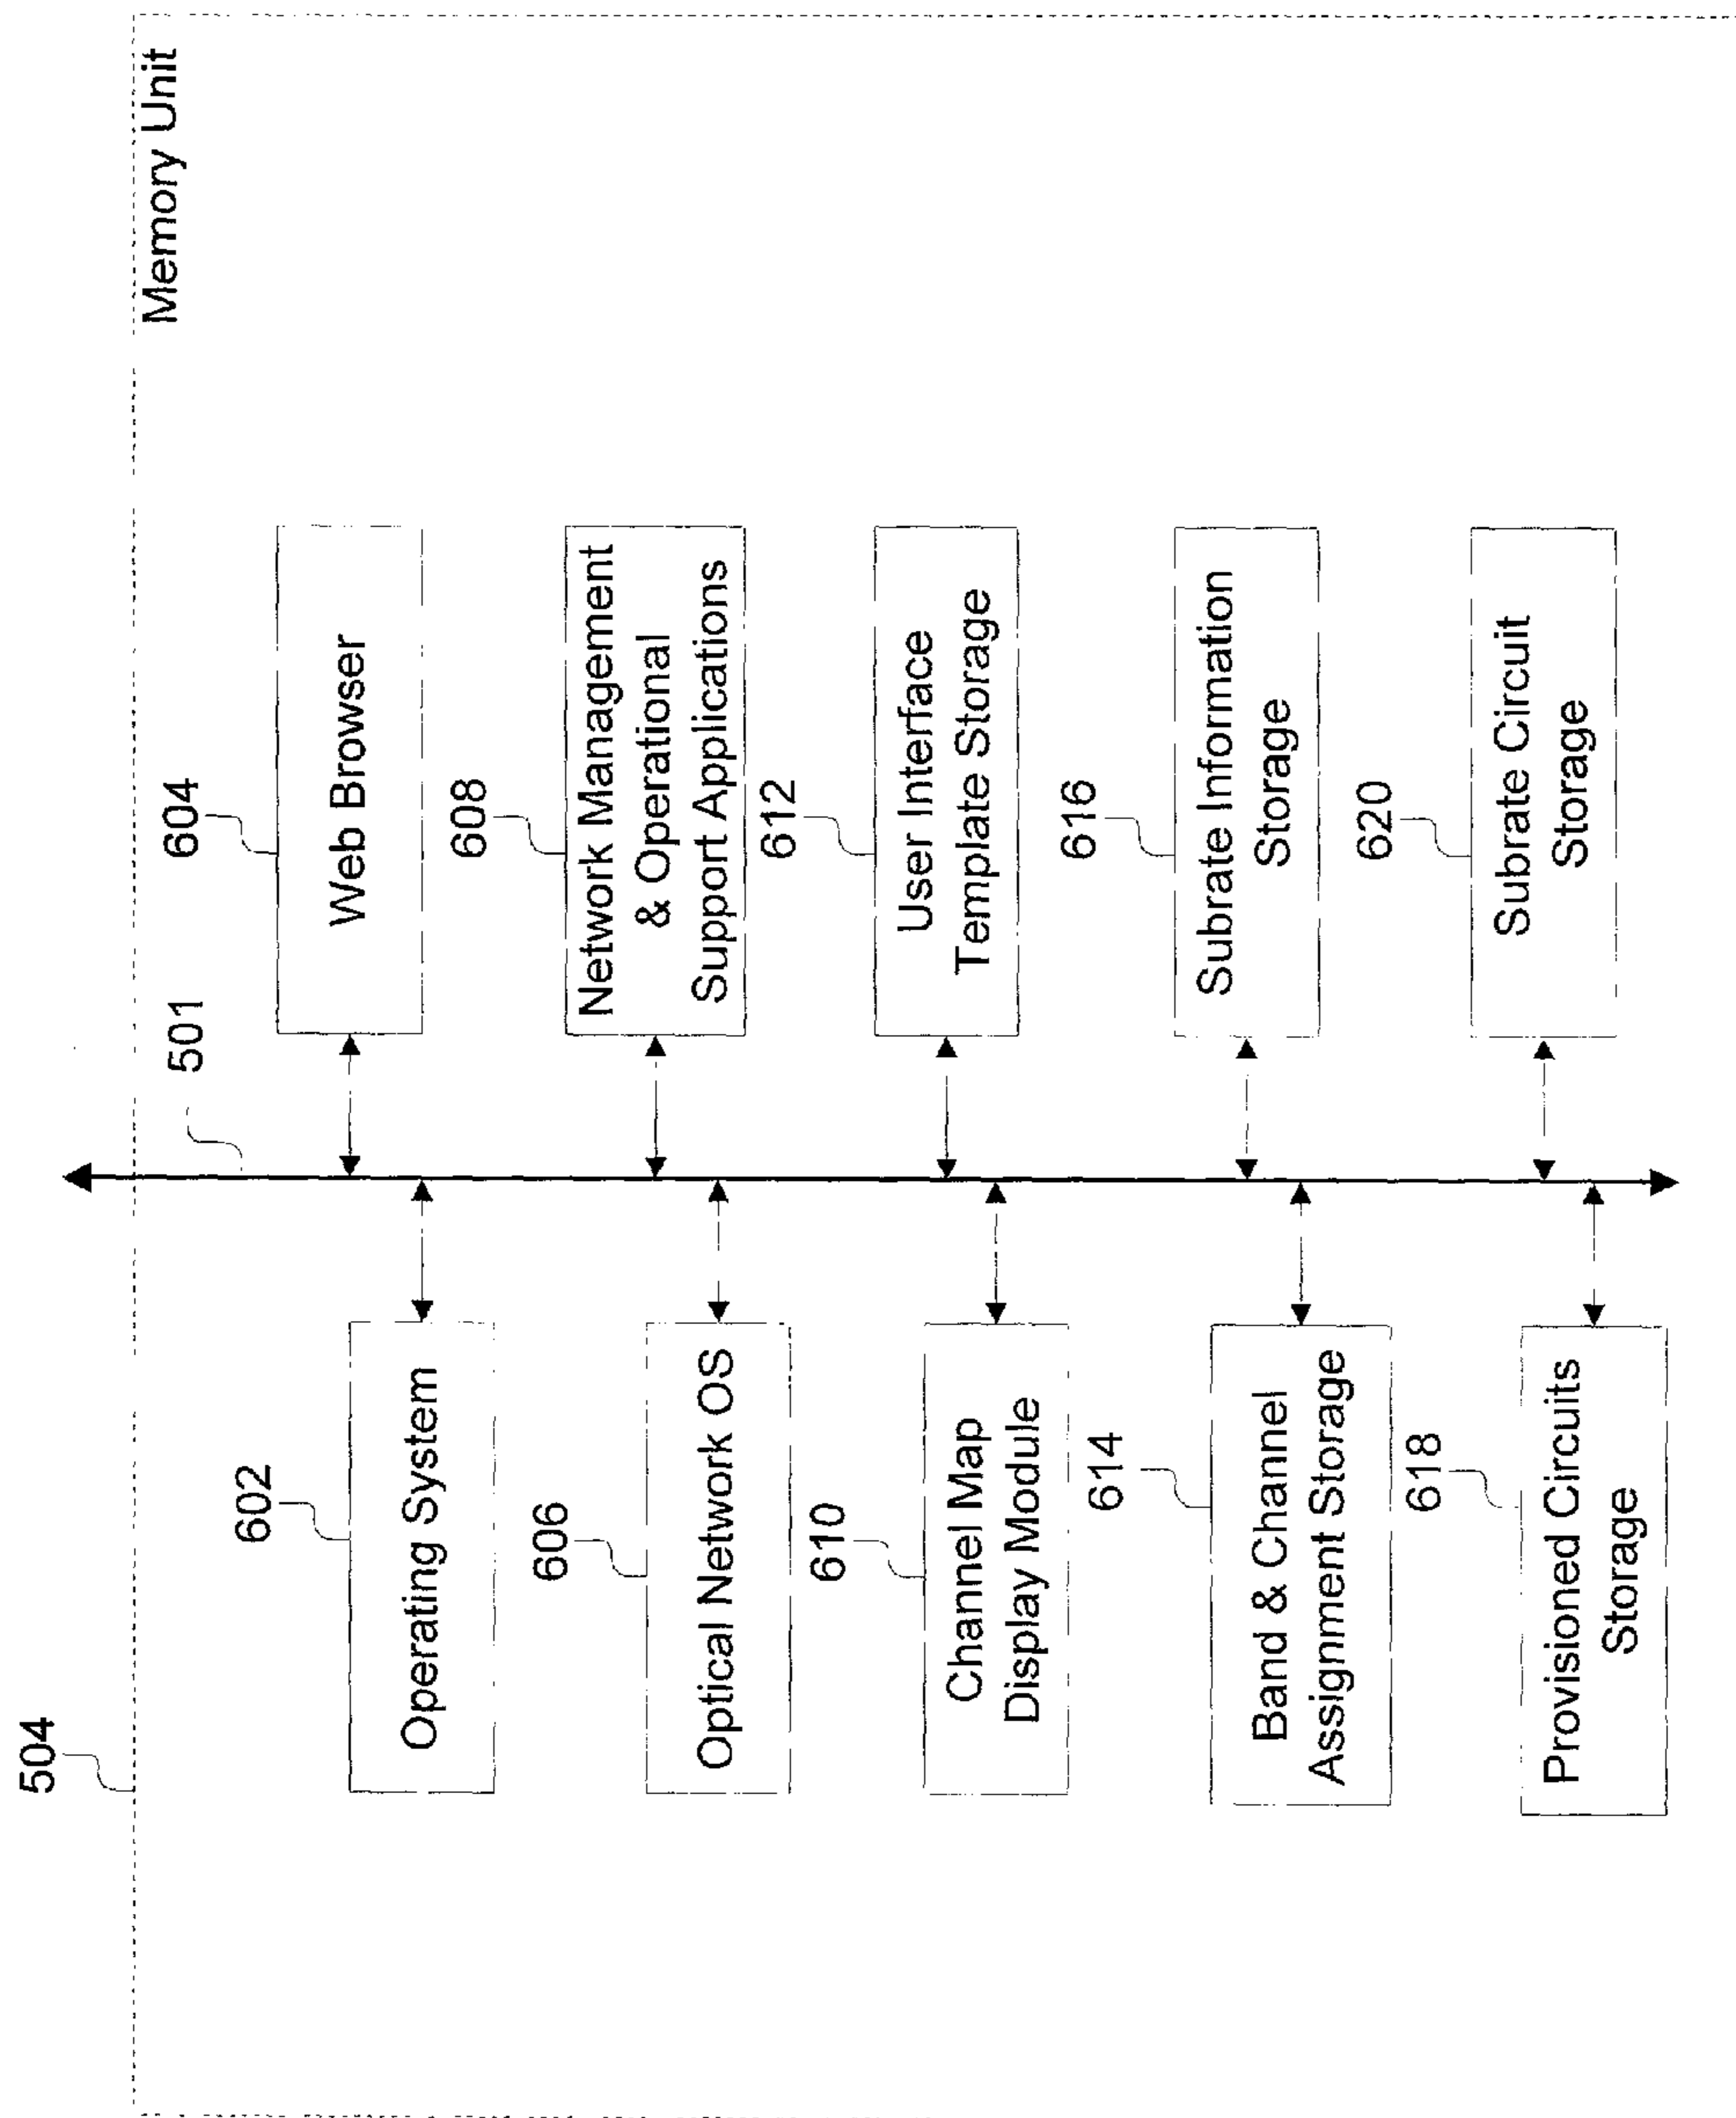 504
Memory Unit
501
602
Operating System
604
Web Browser
606
Optical Network OS
608
Network Management
& Operational
Support Applications
610
Channel Map
Display Module
612
User Interface
Template Storage
614
Band & Channel
Assignment Storage
616
Subrate Information
Storage
618
Provisioned Circuits
Storage
620
Subrate Circuit
Storage